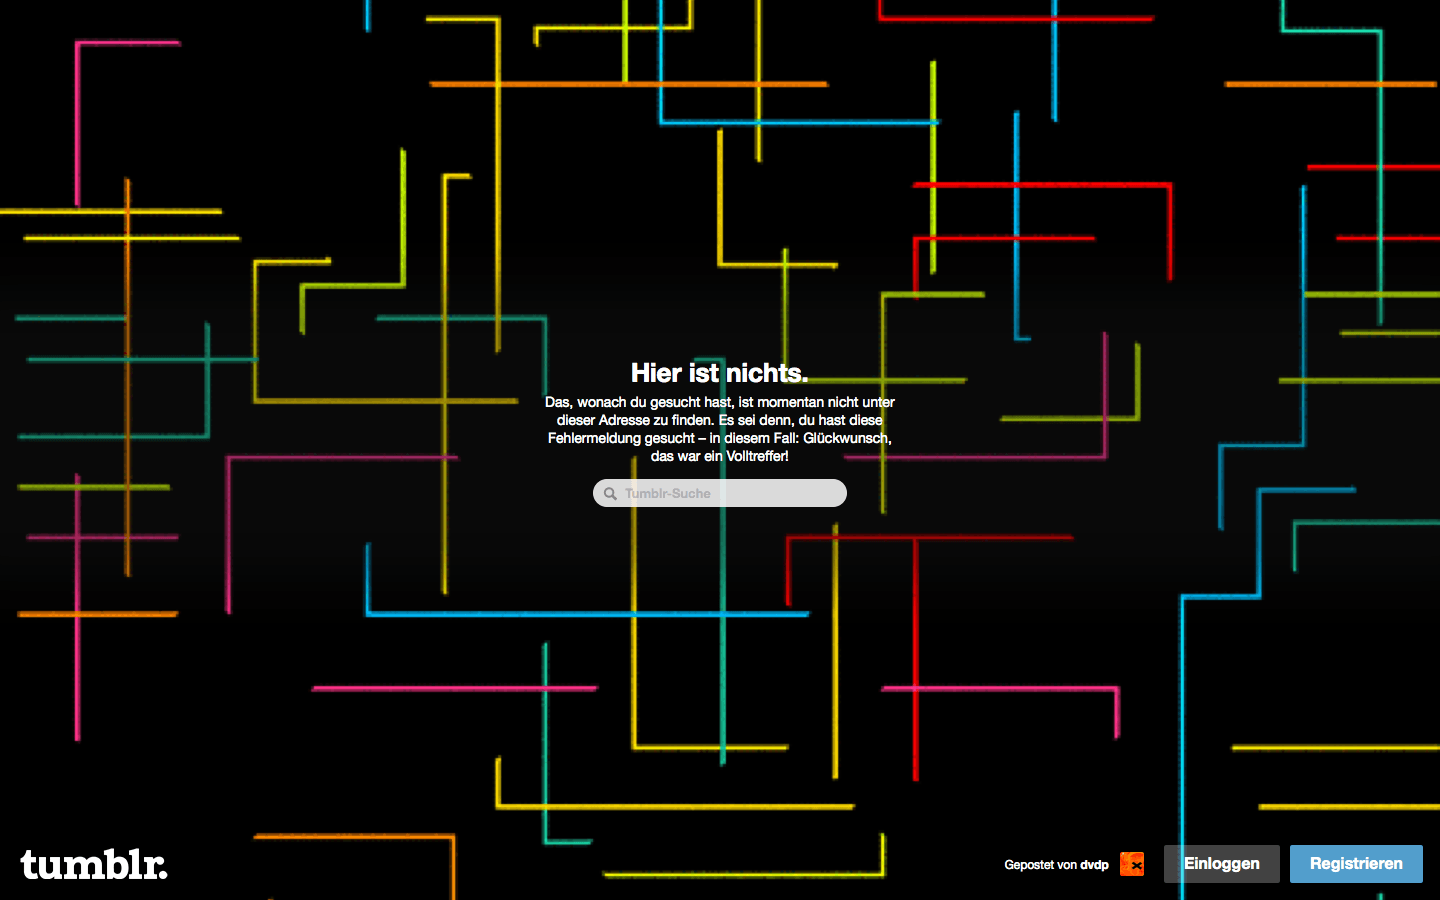 Hier ist nichts.
Das, wonach du gesucht hast, ist momentan nicht unter
dieser Adresse zu finden. Es sei denn, du hast diese
Fehlermeldung gesucht – in diesem Fall: Glückwunsch,
das war ein Volltreffer!
Tumblr-Suche
tumblr.
Gepostet von dvdp
Einloggen
Registrieren